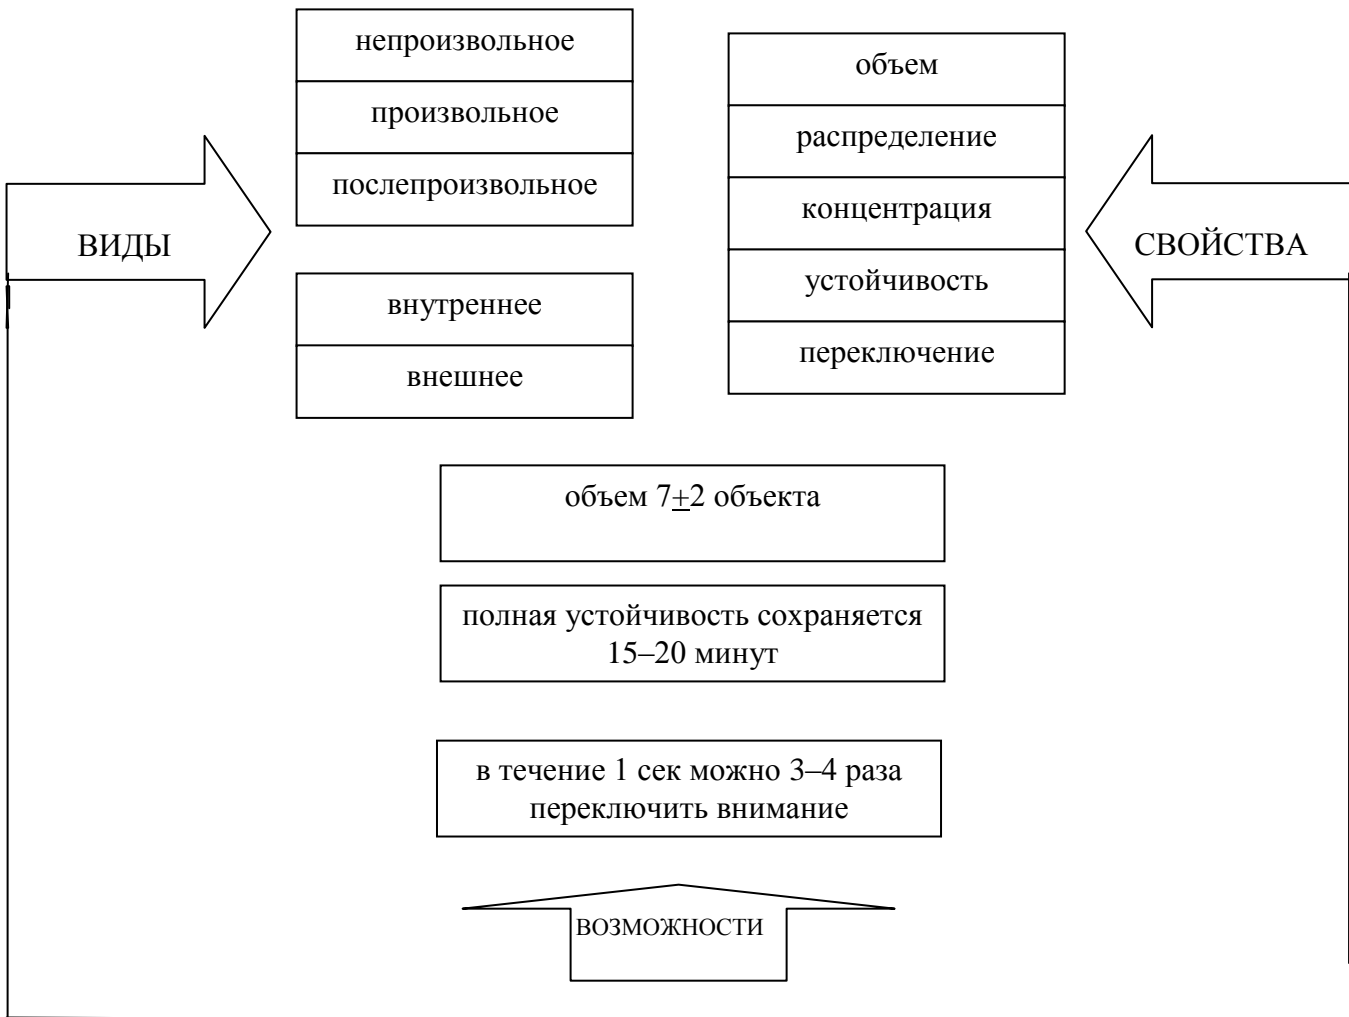 ВИДЫ
непроизвольное
произвольное
послепроизвольное
внутреннее
внешнее
СВОЙСТВА
объем
распределение
концентрация
устойчивость
переключение
объем 7±2 объекта
полная устойчивость сохраняется
15–20 минут
в течение 1 сек можно 3–4 раза
переключить внимание
ВОЗМОЖНОСТИ